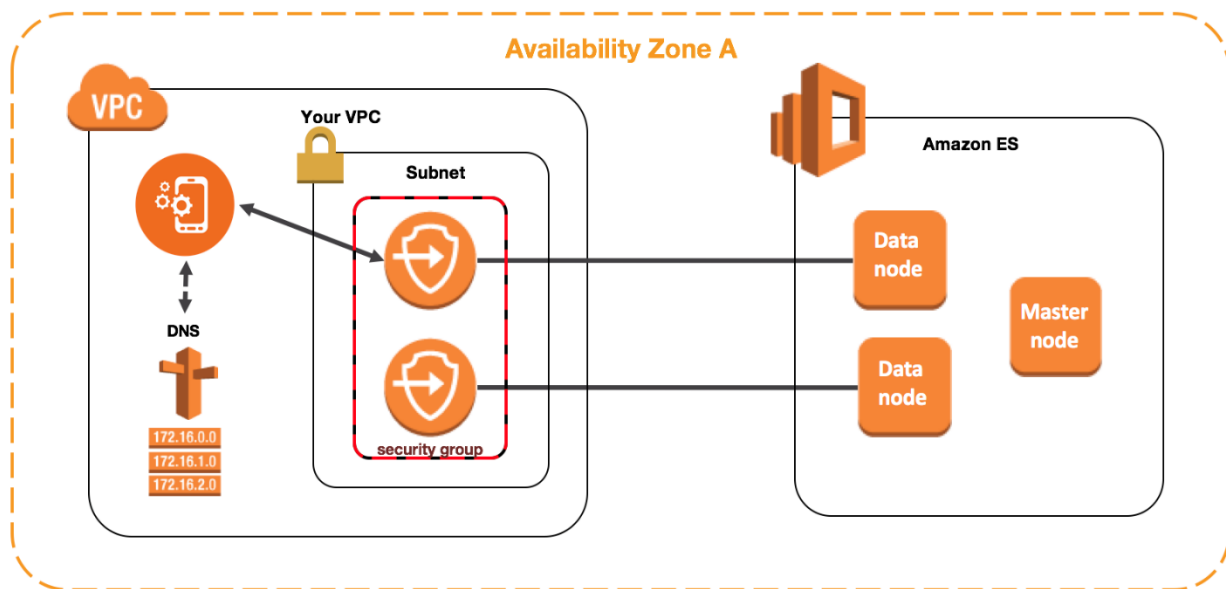 Availability Zone A
VPC
Your VPC
Subnet
security group
DNS
172.16.0.0
172.16.1.0
172.16.2.0
Amazon ES
Data
node
Data
node
Master
node